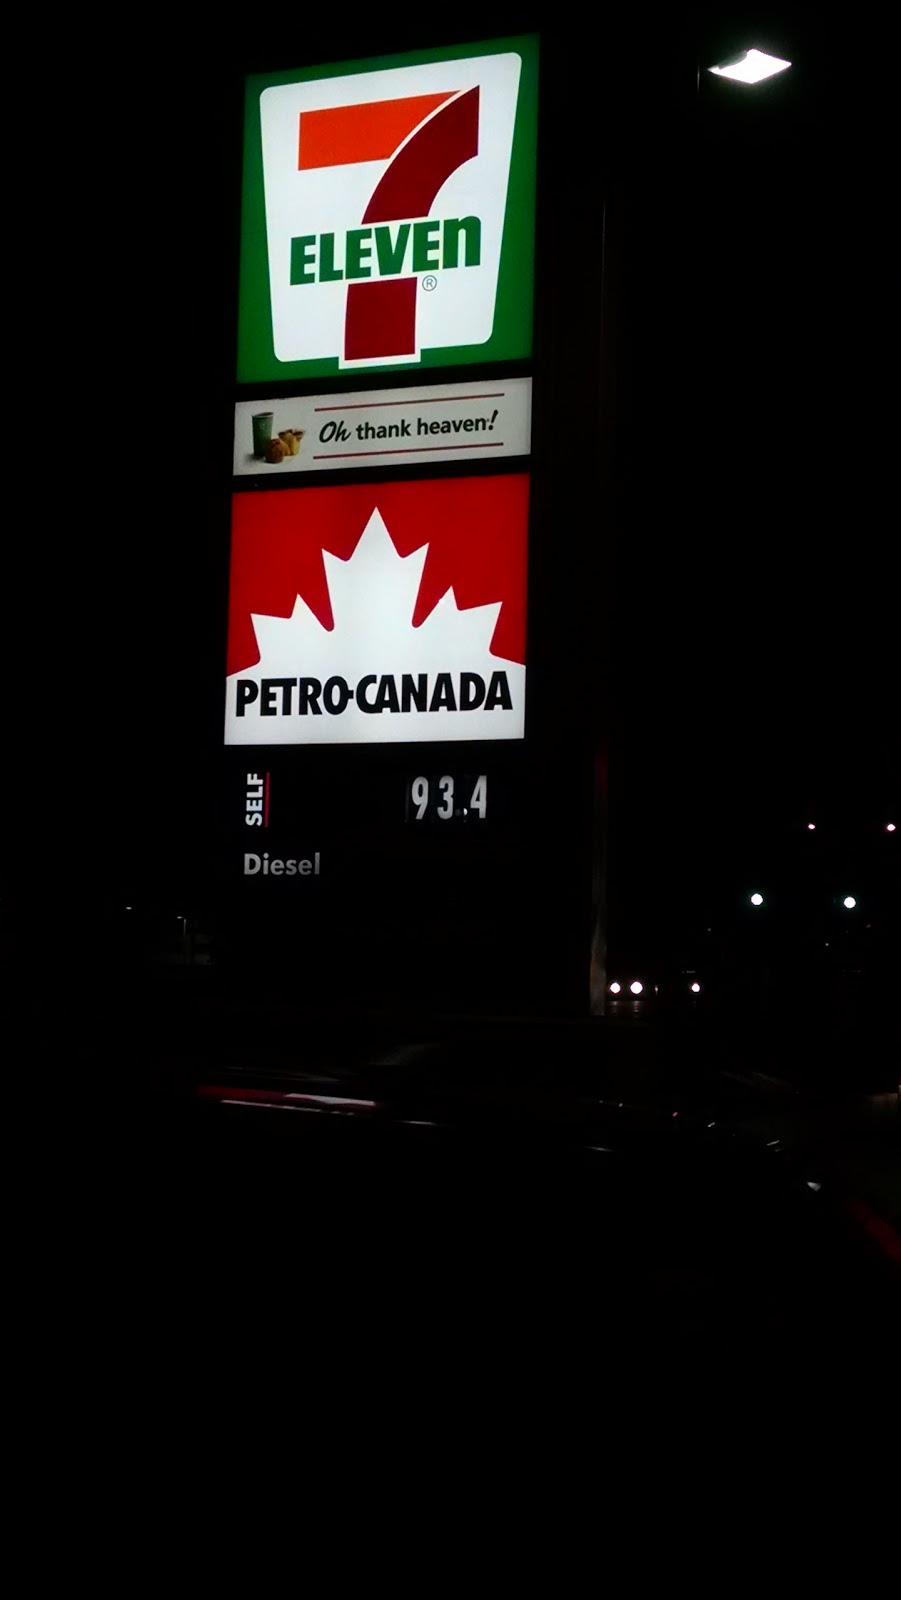 7
ELEVEn
®
Oh thank heaven!
PETRO-CANADA
SELF
93.4
Diesel